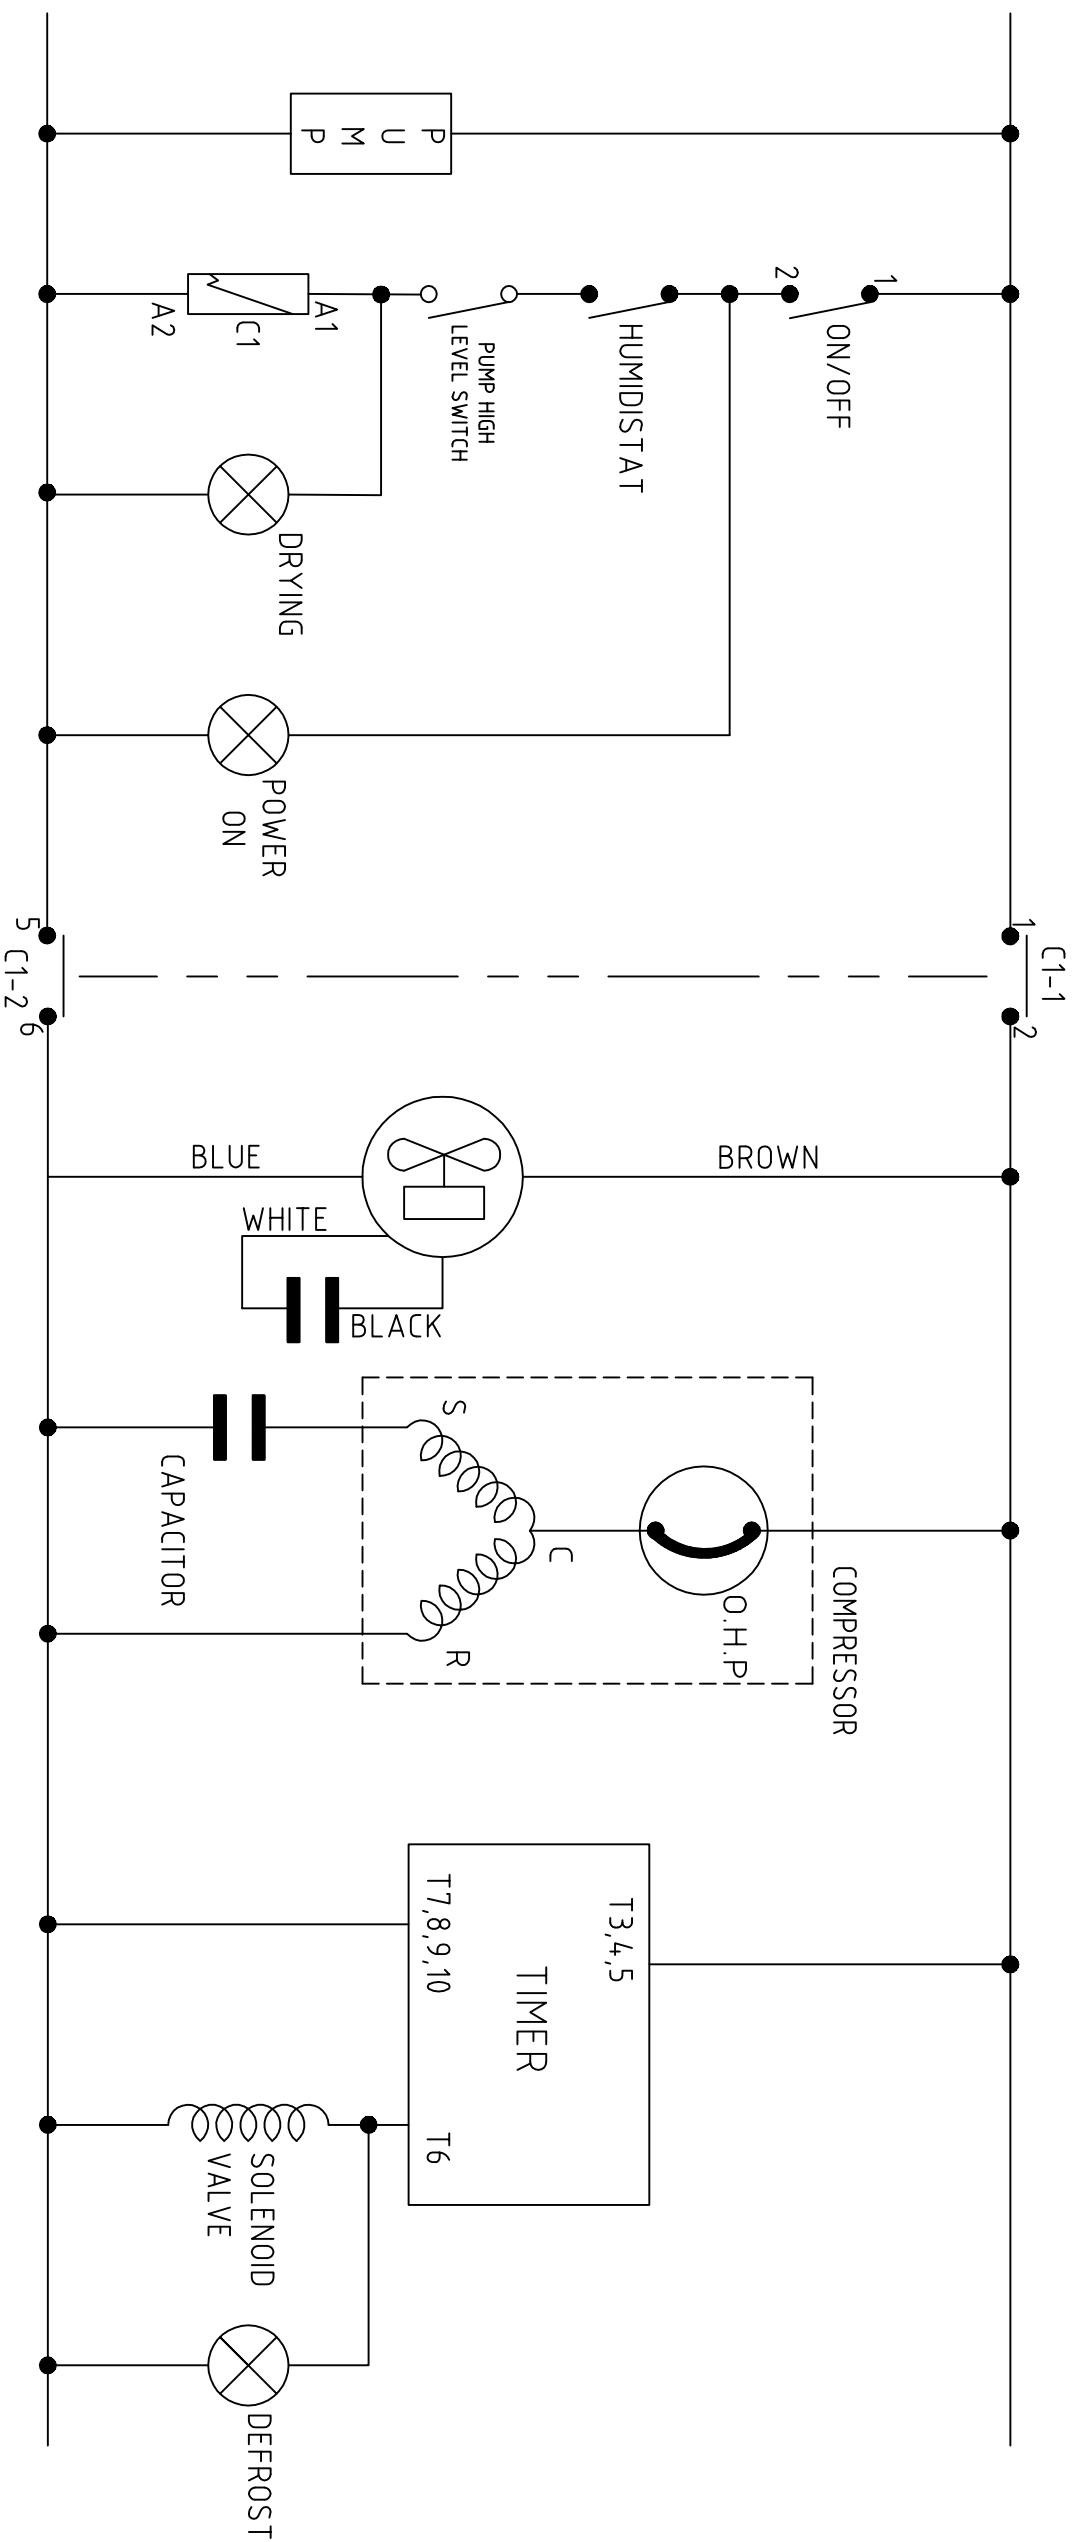 PUMP
1
2
ON/OFF
HUMIDISTAT
PUMP HIGH
LEVEL SWITCH
A1
C1
A2
DRYING
POWER
ON
C1-1
1
2
5
C1-2
6
BROWN
BLUE
WHITE
BLACK
COMPRESSOR
O.H.P
C
S
R
CAPACITOR
T3,4,5
TIMER
T7,8,9,10
T6
SOLENOID
VALVE
DEFROST